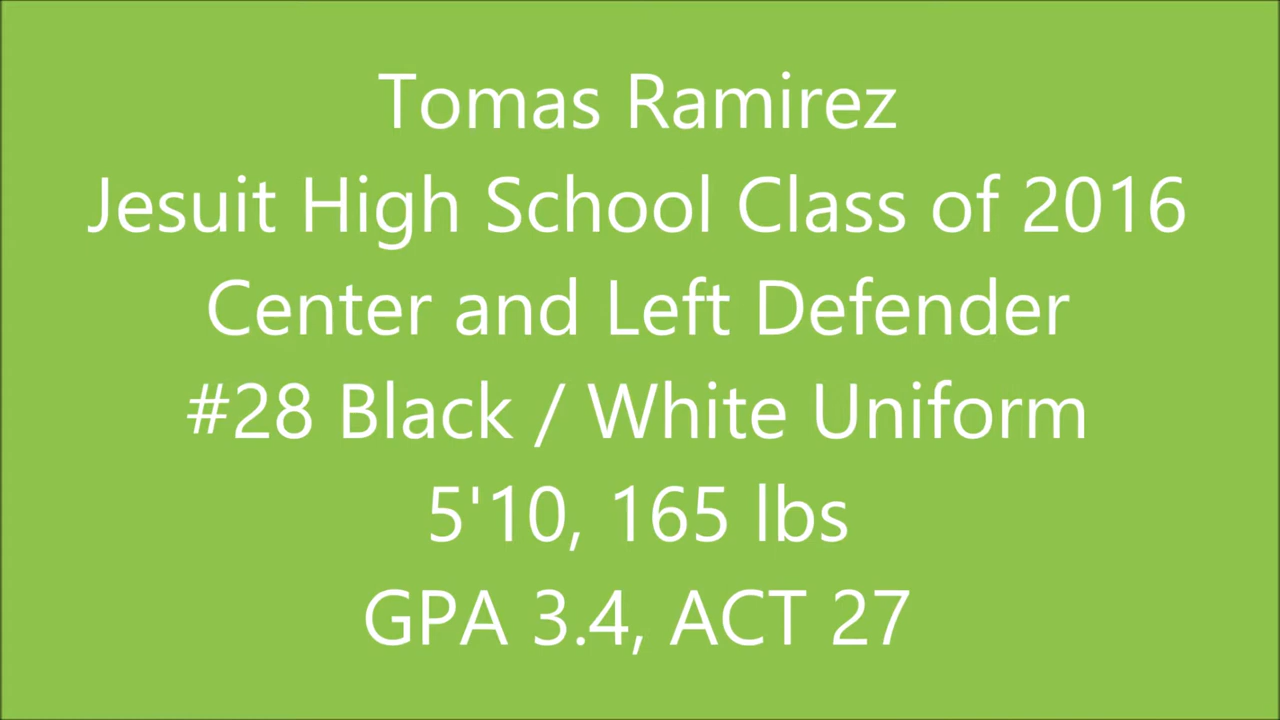 Tomas Ramirez
Jesuit High School Class of 2016
Center and Left Defender
#28 Black / White Uniform
5'10, 165 lbs
GPA 3.4, ACT 27